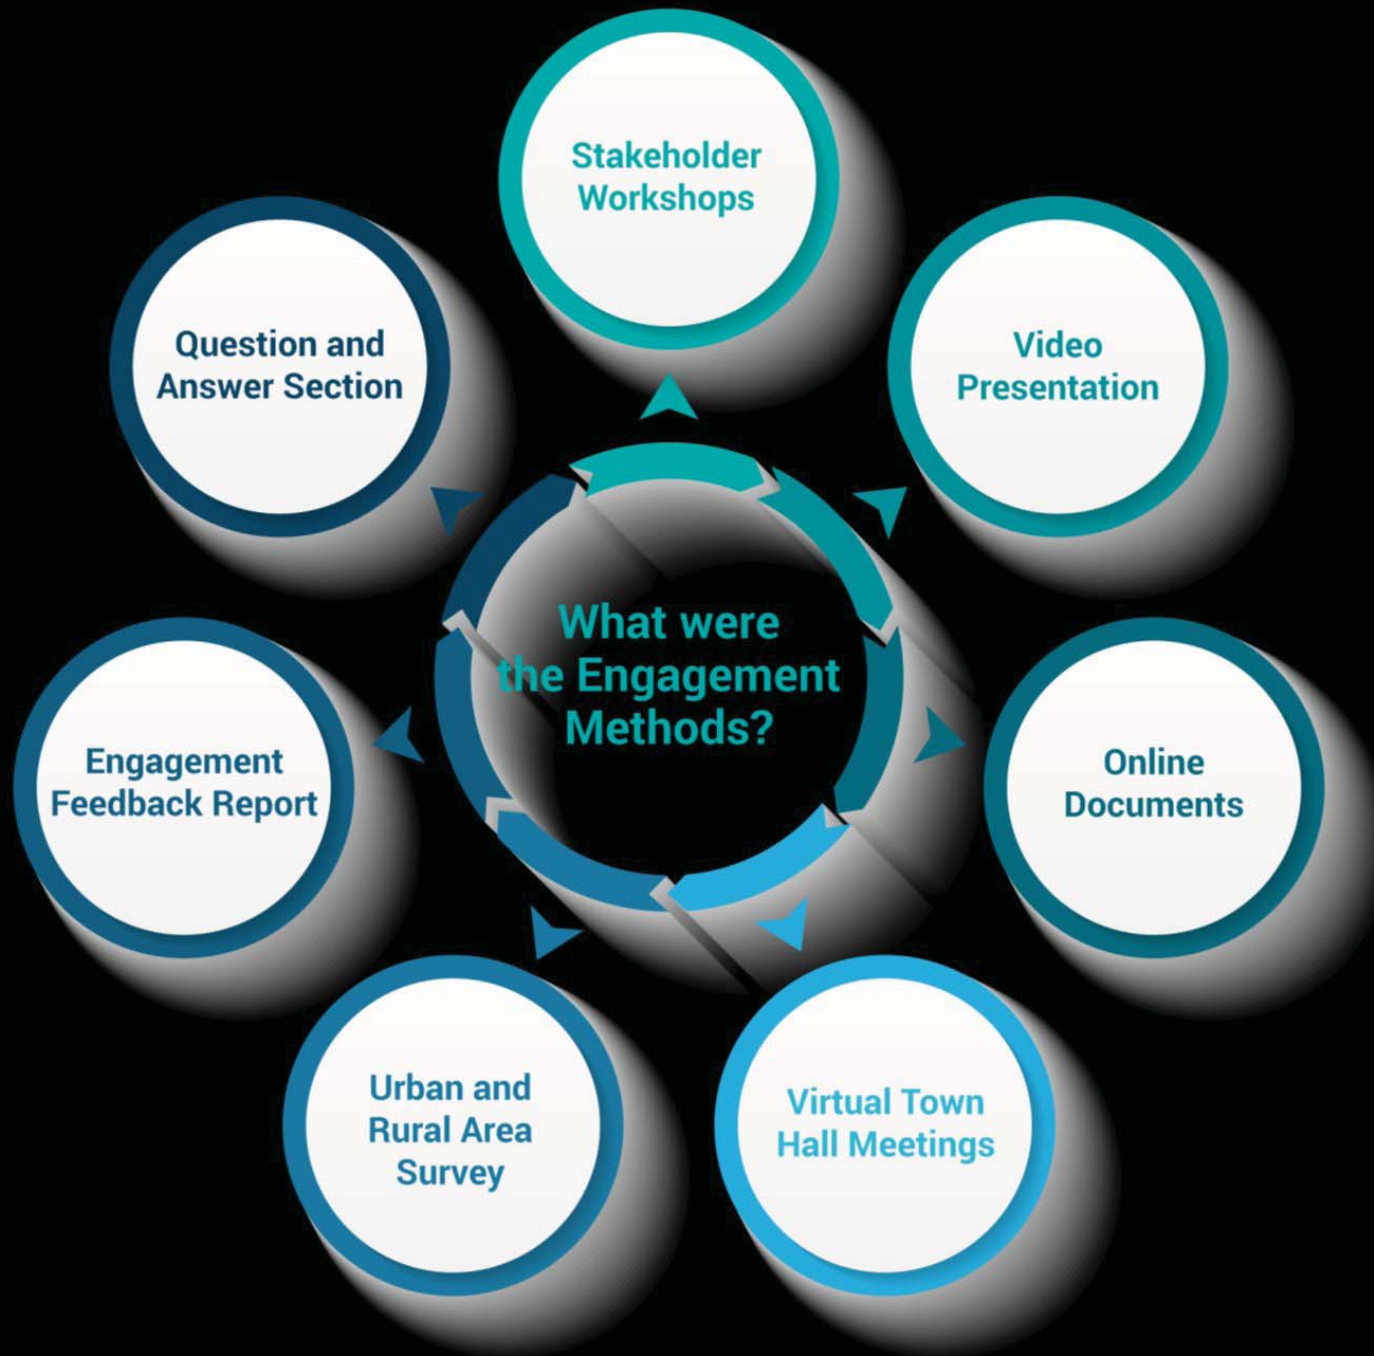 Stakeholder
Workshops
Question and
Answer Section
Video
Presentation
What were
the Engagement
Methods?
Engagement
Feedback Report
Online
Documents
Urban and
Rural Area
Survey
Virtual Town
Hall Meetings